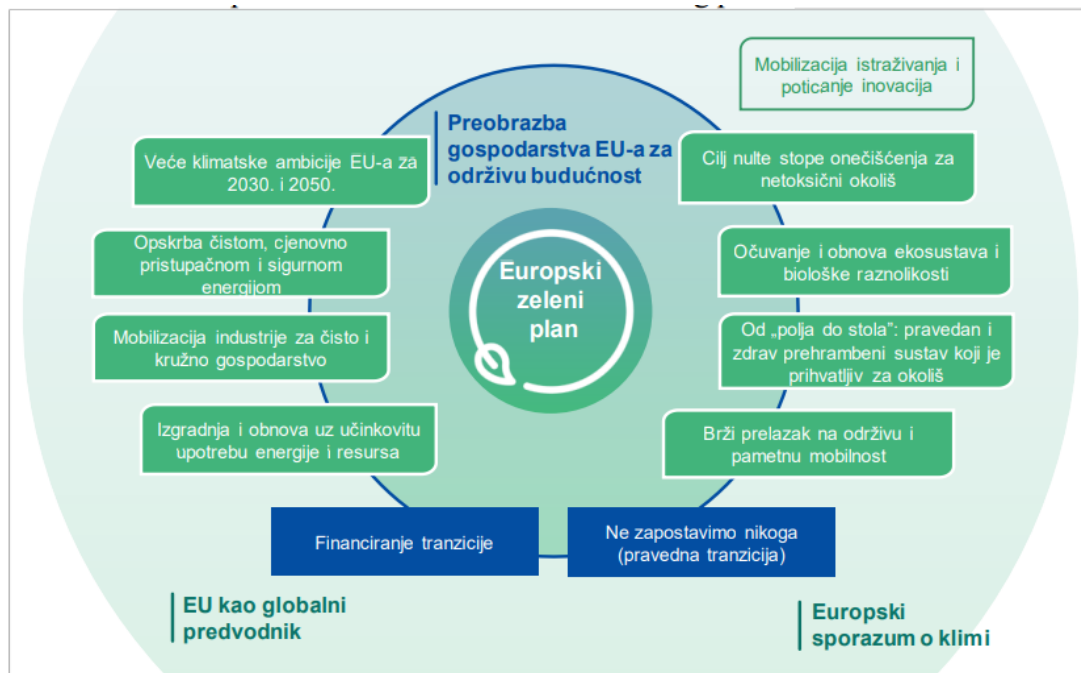 Mobilizacija istraživanja i
poticanje inovacija
Preobrazba
gospodarstva EU-a za
održivu budućnost
Veće klimatske ambicije EU-a za
2030. i 2050.
Opskrba čistom, cjenovno
pristupačnom i sigurnom
energijom
Mobilizacija industrije za čisto i
kružno gospodarstvo
Izgradnja i obnova uz učinkovitu
upotrebu energije i resursa
Europski
zeleni
plan
Cilj nulte stope onečišćenja za
netoksični okoliš
Očuvanje i obnova ekosustava i
biološke raznolikosti
Od „polja do stola”: pravedan i
zdrav prehrambeni sustav koji je
prihvatljiv za okoliš
Brži prelazak na održivu i
pametnu mobilnost
Financiranje tranzicije
Ne zapostavimo nikoga
(pravedna tranzicija)
EU kao globalni
predvodnik
Europski
sporazum o klimi